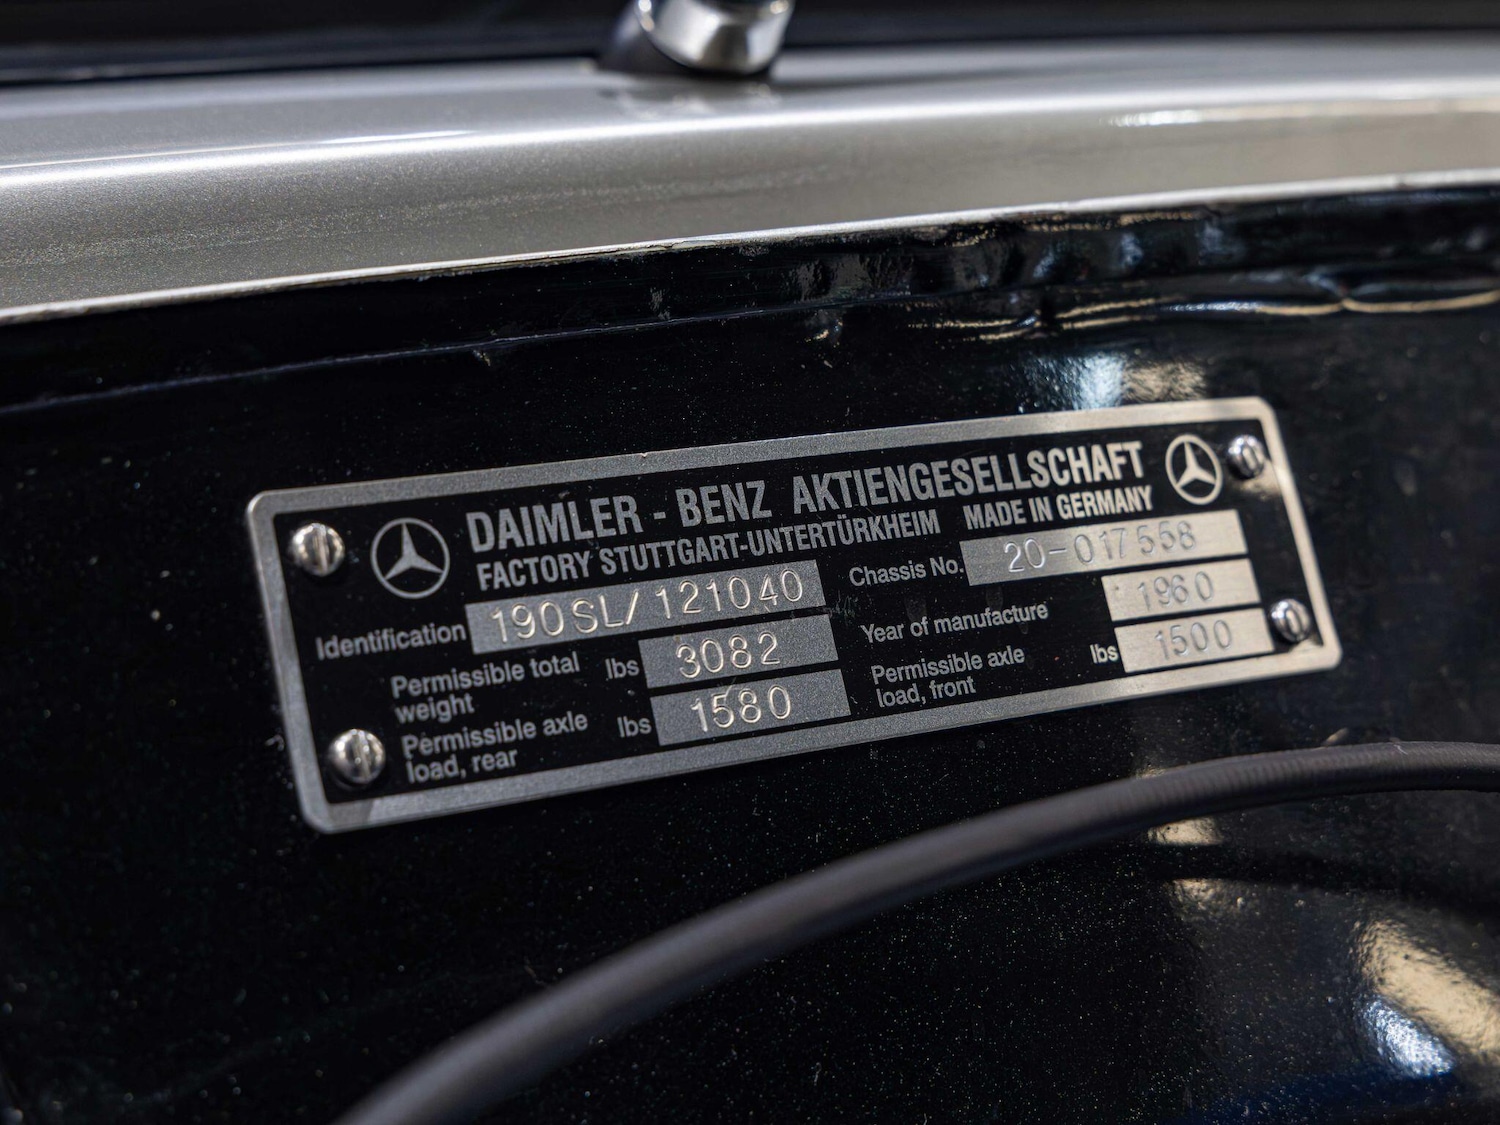 DAIMLER - BENZ AKTIENGESELLSCHAFT
FACTORY STUTTGART-UNTERTÜRKHEIM MADE IN GERMANY
Identification 190SL/121040 Chassis No. 20-017558
Permissible total weight lbs 3082 Year of manufacture 1960
Permissible axle load, rear lbs 1580 Permissible axle load, front lbs 1500